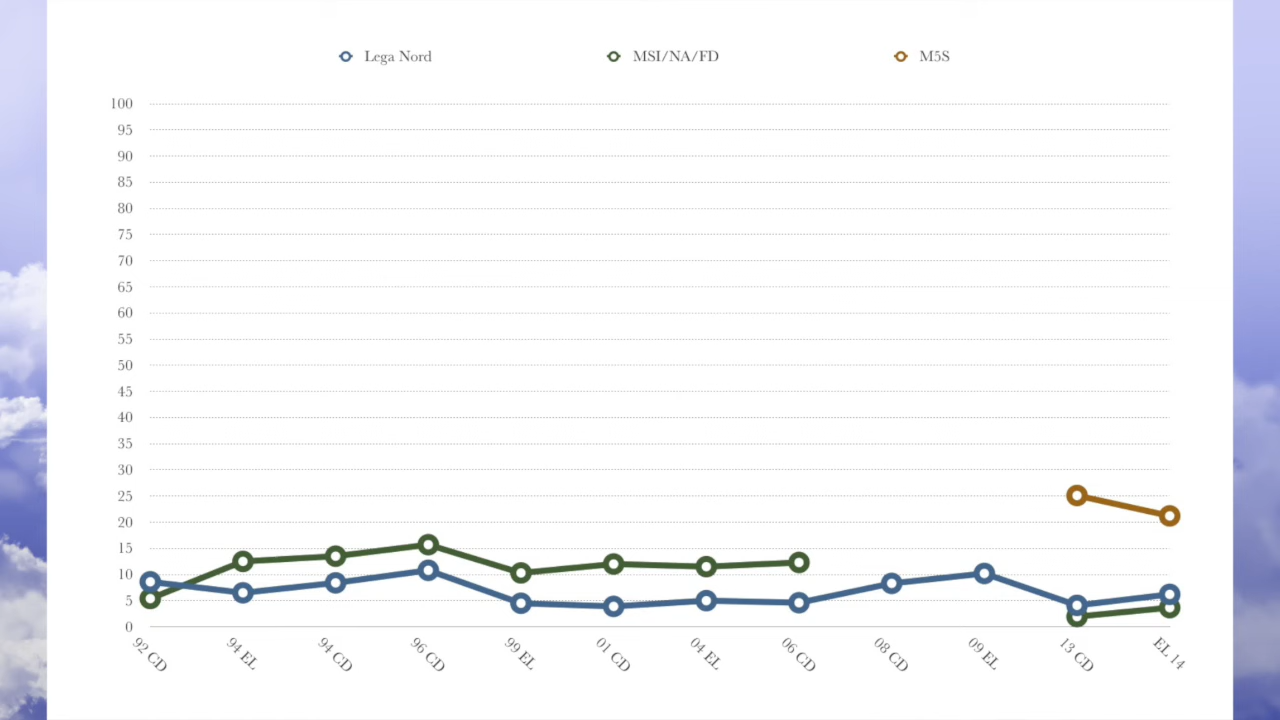 Lega Nord
MSI/NA/FD
M5S
100
95
90
85
80
75
70
65
60
55
50
45
40
35
30
25
20
15
10
5
0
92 CD
94 EL
94 CD
96 CD
99 EL
01 CD
04 EL
06 CD
08 CD
09 EL
13 CD
EL 14